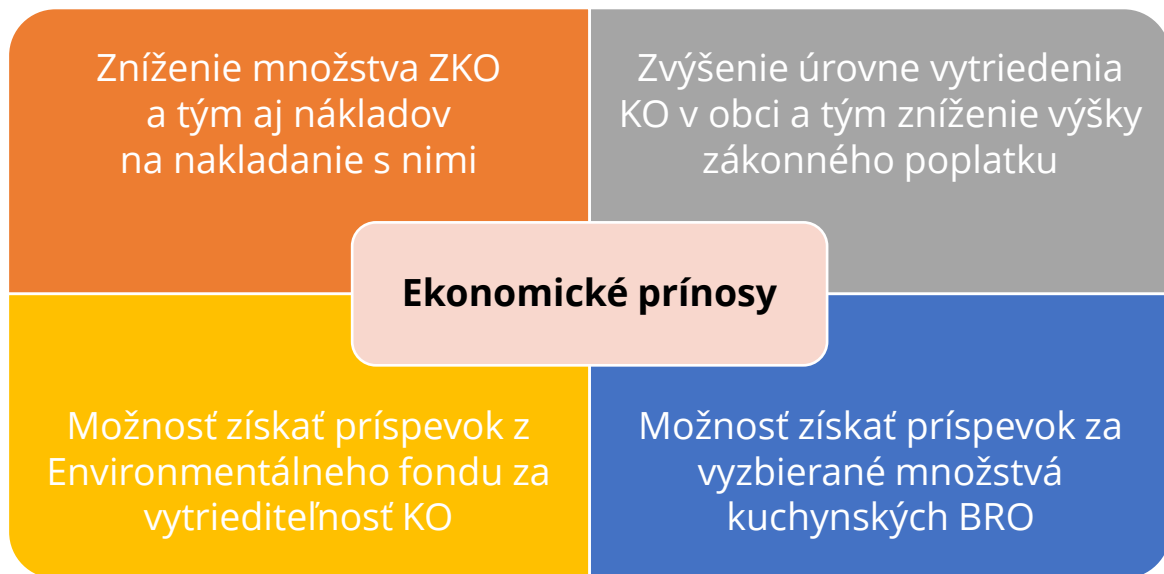 Zníženie množstva ZKO
a tým aj nákladov
na nakladanie s nimi
Zvýšenie úrovne vytriedenia
KO v obci a tým zníženie výšky
zákonného poplatku
Ekonomické prínosy
Možnosť získať príspevok z
Environmentálneho fondu za
vytriediteľnosť KO
Možnosť získať príspevok za
vyzbierané množstvá
kuchynských BRO